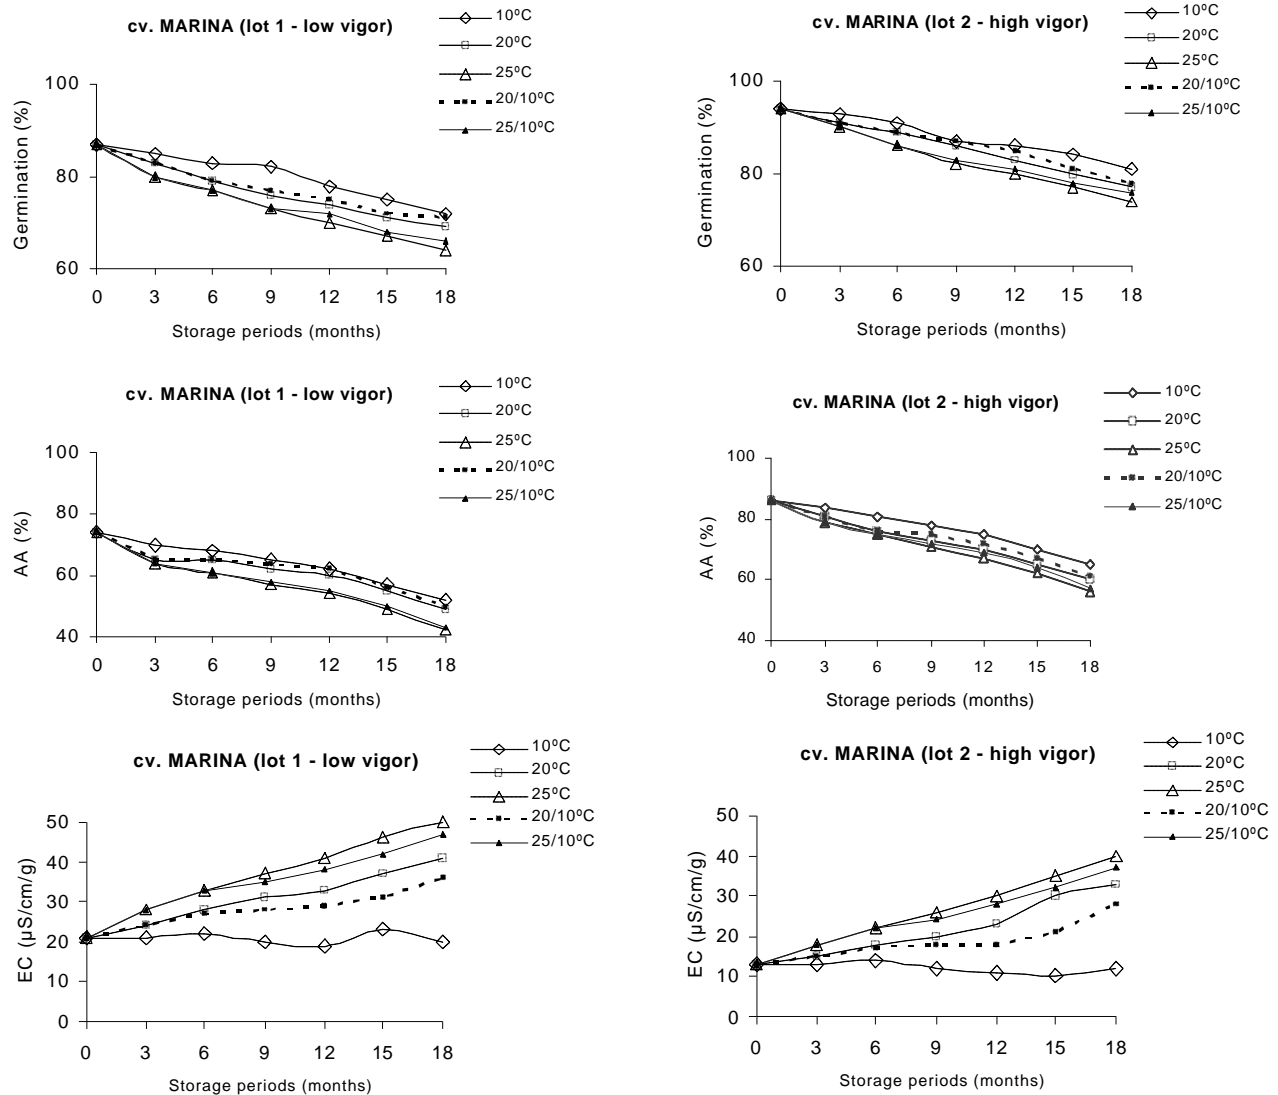 cv. MARINA (lot 1 - low vigor)
10ºC
20ºC
25ºC
20/10ºC
25/10ºC
Germination (%)
100
80
60
0 3 6 9 12 15 18
Storage periods (months)
cv. MARINA (lot 2 - high vigor)
10ºC
20ºC
25ºC
20/10ºC
25/10ºC
Germination (%)
100
80
60
0 3 6 9 12 15 18
Storage periods (months)
cv. MARINA (lot 1 - low vigor)
10ºC
20ºC
25ºC
20/10ºC
25/10ºC
AA (%)
100
80
60
40
0 3 6 9 12 15 18
Storage periods (months)
cv. MARINA (lot 2 - high vigor)
10ºC
20ºC
25ºC
20/10ºC
25/10ºC
AA (%)
100
80
60
40
0 3 6 9 12 15 18
Storage periods (months)
cv. MARINA (lot 1 - low vigor)
10ºC
20ºC
25ºC
20/10ºC
25/10ºC
EC (µS/cm/g)
50
40
30
20
10
0
0 3 6 9 12 15 18
Storage periods (months)
cv. MARINA (lot 2 - high vigor)
10ºC
20ºC
25ºC
20/10ºC
25/10ºC
EC (µS/cm/g)
50
40
30
20
10
0
0 3 6 9 12 15 18
Storage periods (months)